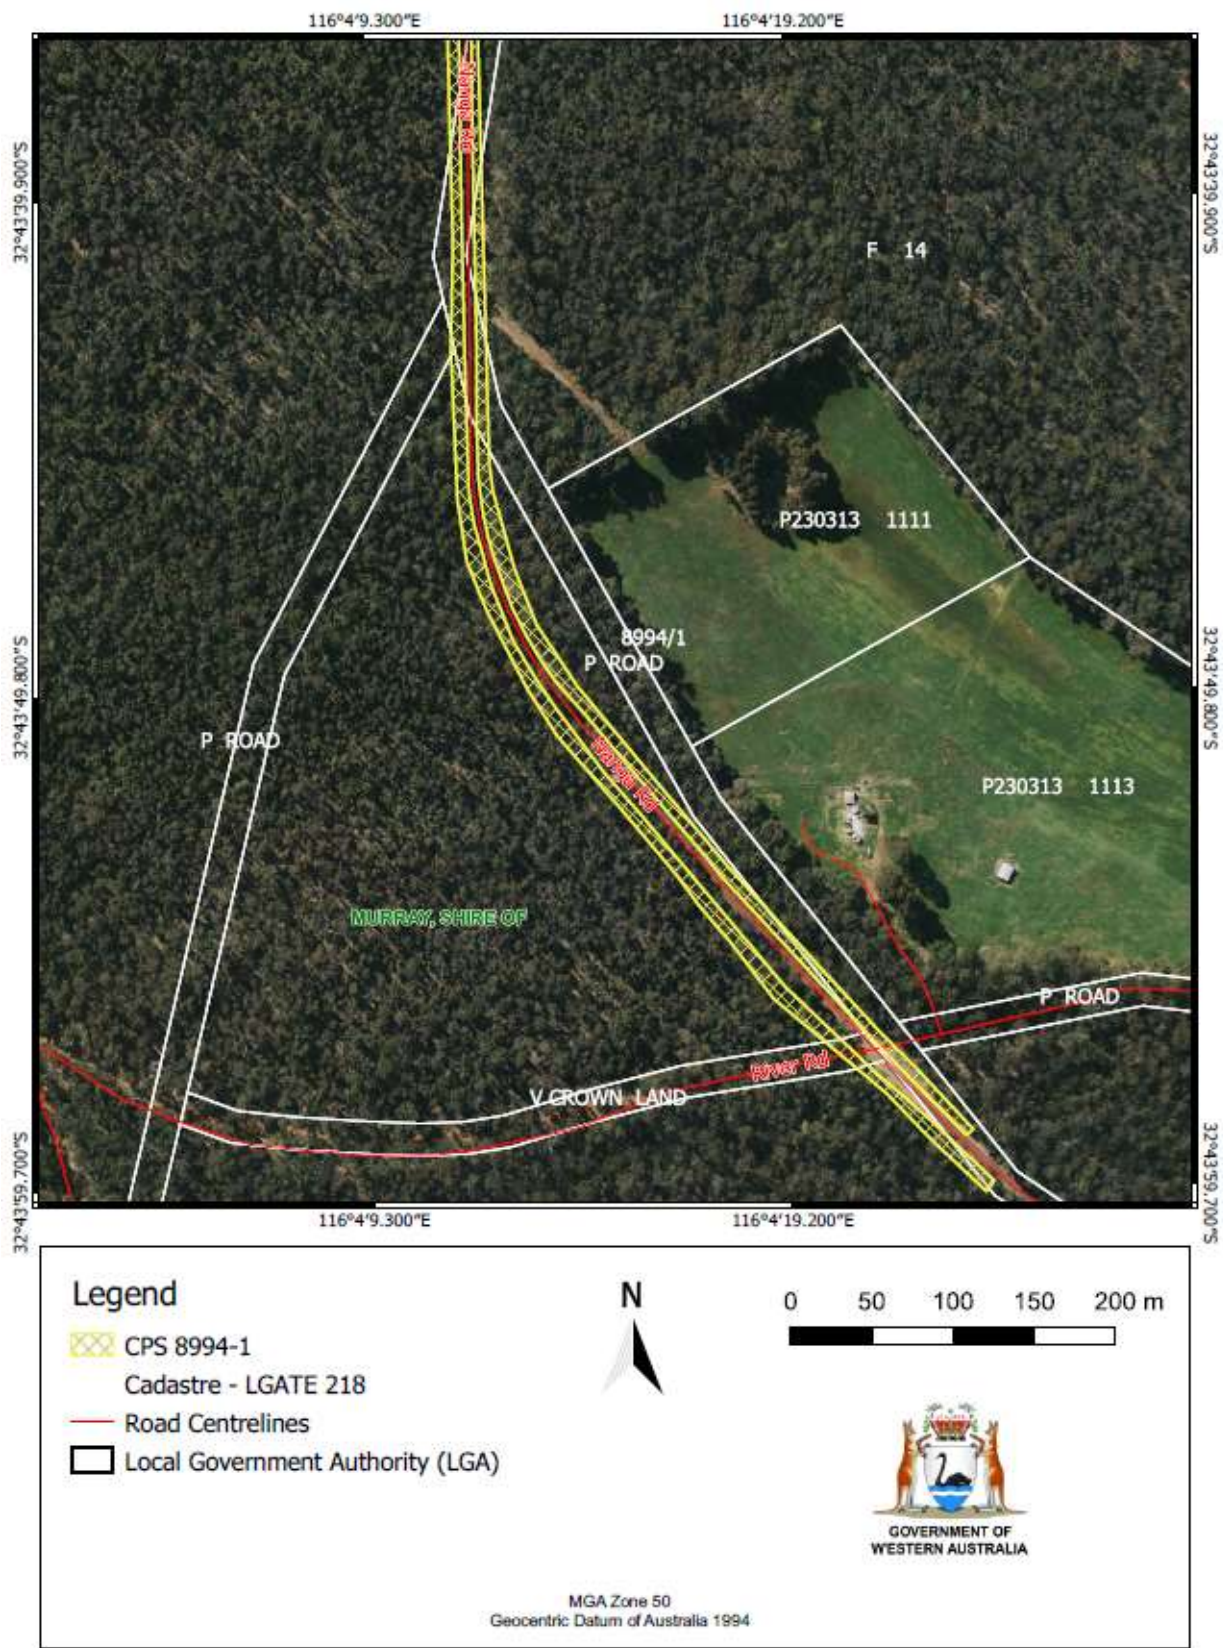 116°4'9.300"E
116°4'19.200"E
32°43'39.900"S
32°43'39.900"S
F 14
P230313 1111
8994/1
P ROAD
32°43'49.800"S
32°43'49.800"S
P ROAD
Nanga Rd
P230313 1113
MURRAY, SHIRE OF
P ROAD
River Rd
V CROWN LAND
32°43'59.700"S
32°43'59.700"S
116°4'9.300"E
116°4'19.200"E
Legend
CPS 8994-1
Cadastre - LGATE 218
Road Centrelines
Local Government Authority (LGA)
N
0 50 100 150 200 m
GOVERNMENT OF
WESTERN AUSTRALIA
MGA Zone 50
Geocentric Datum of Australia 1994